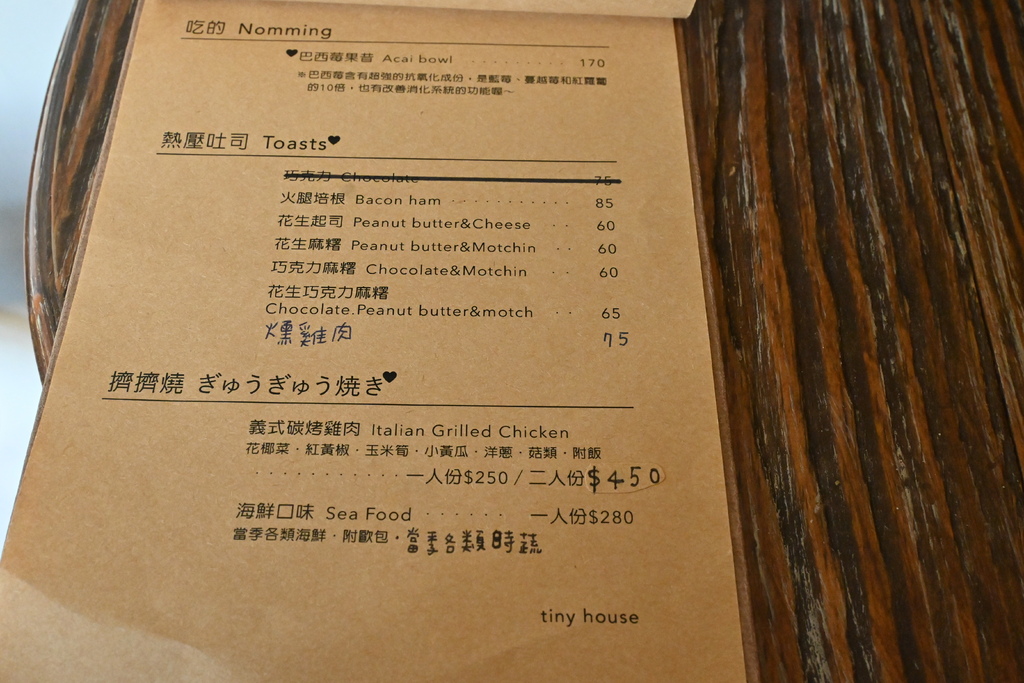 吃的 Nomming
♥巴西莓果昔 Acai bowl · · · · · · · · · · 170
※巴西莓含有超強的抗氧化成份，是藍莓、蔓越莓和紅蘿蔔
的10倍，也有改善消化系統的功能喔～
熱壓吐司 Toasts♥
巧克力 Chocolate 75
火腿培根 Bacon ham · · · · · · · · · · · 85
花生起司 Peanut butter&Cheese · · 60
花生麻糬 Peanut butter&Motchin · · 60
巧克力麻糬 Chocolate&Motchin · · 60
花生巧克力麻糬
Chocolate.Peanut butter&motch · · 65
燻雞肉 75
擠擠燒 ぎゅうぎゅう焼き♥
義式碳烤雞肉 Italian Grilled Chicken
花椰菜·紅黃椒·玉米筍·小黃瓜·洋蔥·菇類·附飯
· · · · · · · · · · · · · 一人份$250 / 二人份$450
海鮮口味 Sea Food · · · · · · 一人份$280
當季各類海鮮·附歐包·當季各類時蔬
tiny house